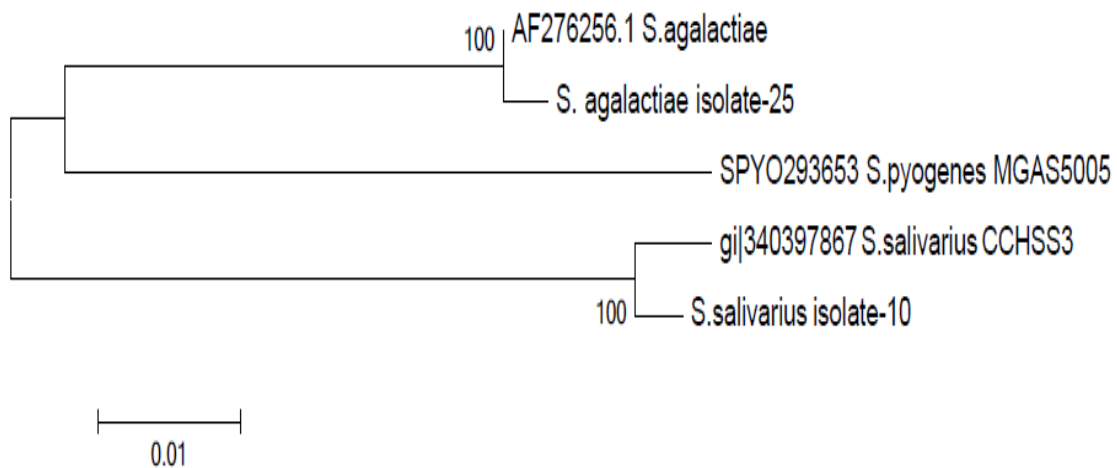 100
AF276256.1 S.agalactiae
S. agalactiae isolate-25
SPYO293653 S.pyogenes MGAS5005
gi|340397867 S.salivarius CCHSS3
100
S.salivarius isolate-10
0.01